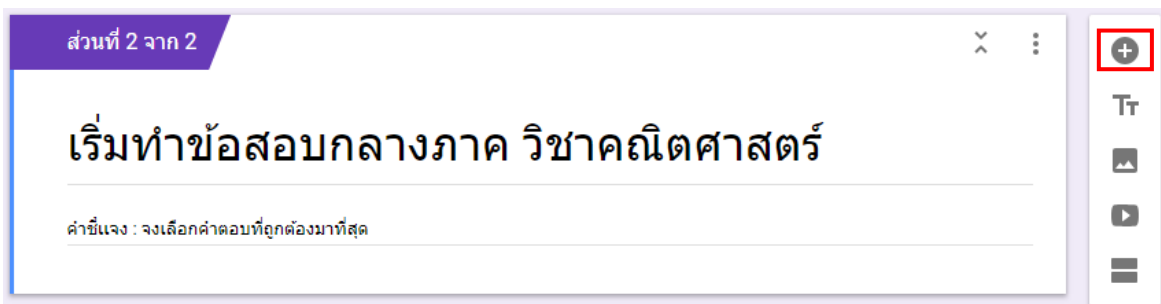 ส่วนที่ 2 จาก 2
เริ่มทำข้อสอบกลางภาค วิชาคณิตศาสตร์
คำชี้แจง : จงเลือกคำตอบที่ถูกต้องมาที่สุด
Tт